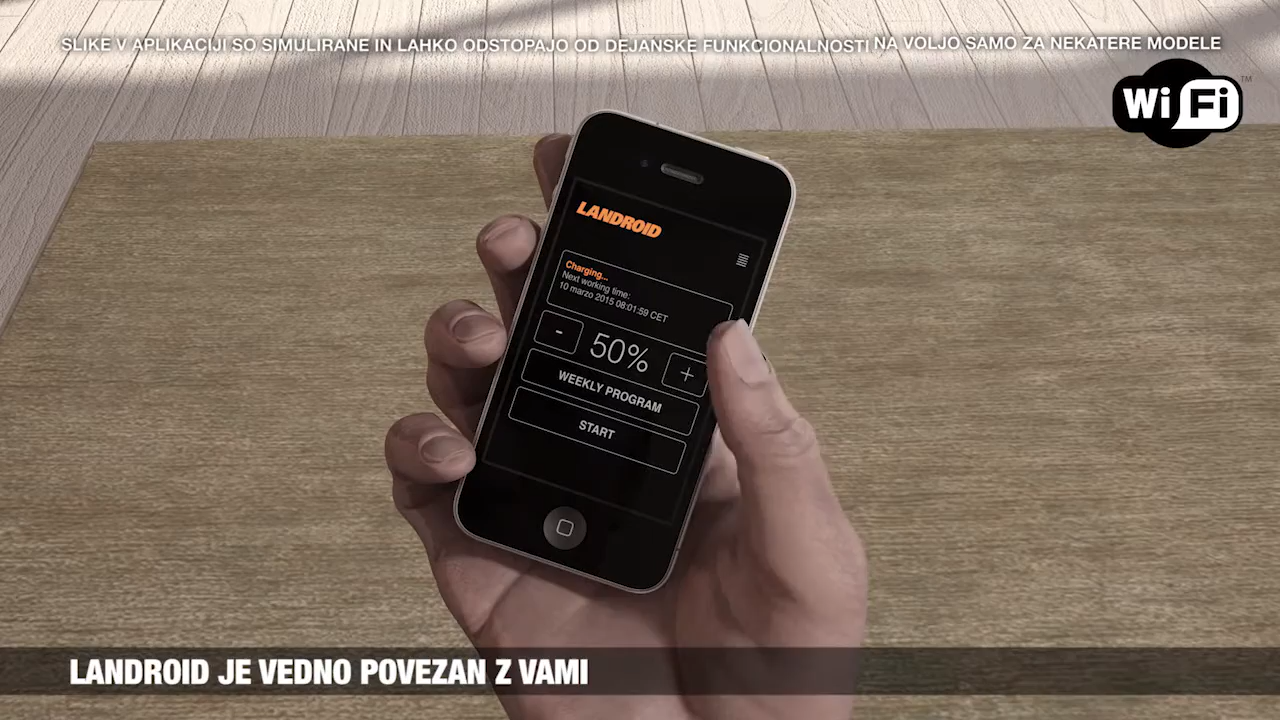 SLIKE V APLIKACIJI SO SIMULIRANE IN LAHKO ODSTOPAJO OD DEJANSKE FUNKCIONALNOSTI NA VOLJO SAMO ZA NEKATERE MODELE
Wi Fi TM
LANDROID
Charging...
Next working time:
10 marzo 2015 08:01:59 CET
- 50% +
WEEKLY PROGRAM
START
LANDROID JE VEDNO POVEZAN Z VAMI